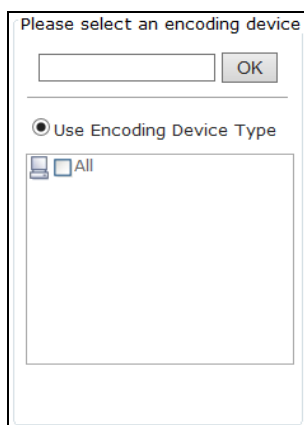 Please select an encoding device
OK
Use Encoding Device Type
All